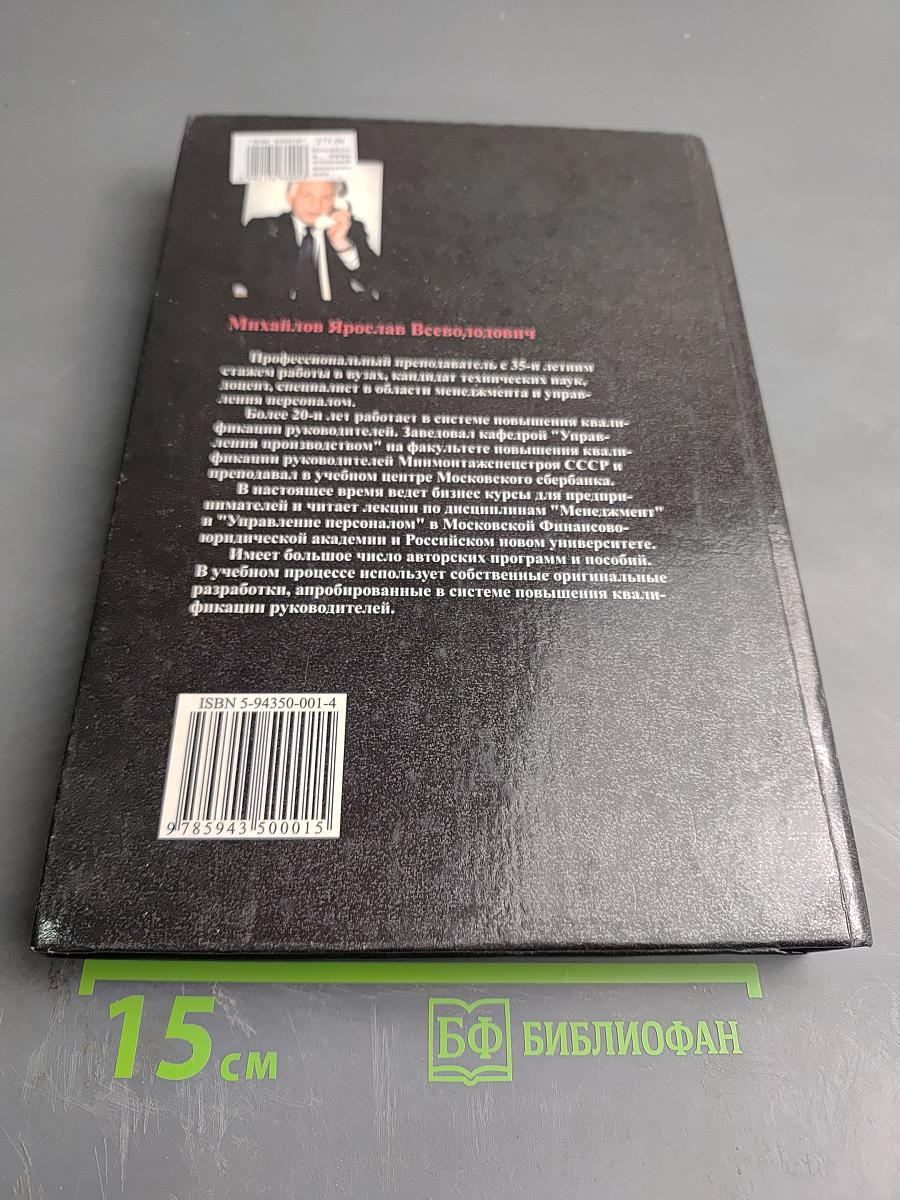 Михайлов Ярослав Всеволодович
Профессиональный преподаватель с 35-и летним
стажем работы в вузах, кандидат технических наук,
доцент, специалист в области менеджмента и управ-
ления персоналом.
Более 20-и лет работает в системе повышения квали-
фикации руководителей. Заведовал кафедрой "Управ-
ления производством" на факультете повышения квали-
фикации руководителей Минмонтажспецстроя СССР и
преподавал в учебном центре Московского сбербанка.
В настоящее время ведет бизнес курсы для предпри-
нимателей и читает лекции по дисциплинам "Менеджмент"
и "Управление персоналом" в Московской Финансово-
юридической академии и Российском новом университете.
Имеет большое число авторских программ и пособий.
В учебном процессе использует собственные оригинальные
разработки, апробированные в системе повышения квали-
фикации руководителей.
ISBN 5-94350-001-4
9 785943 500015
15 см
БФ БИБЛИОФАН